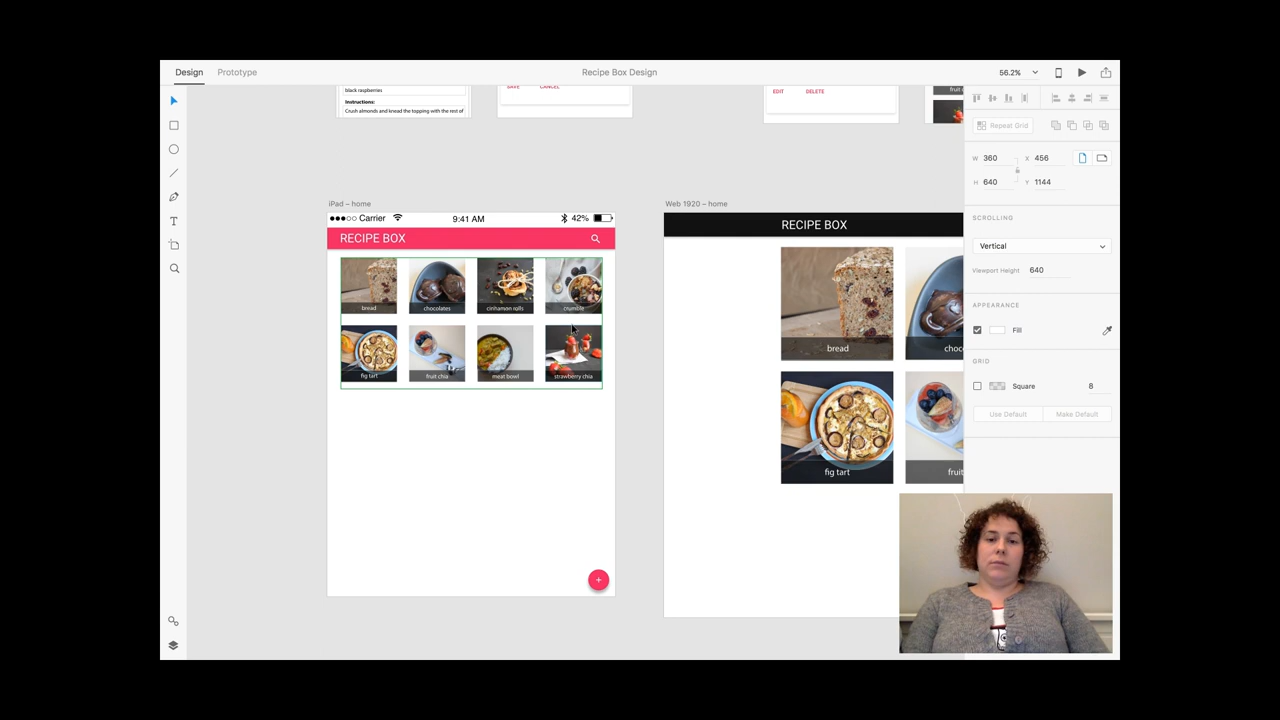 Design Prototype Recipe Box Design 56.2%
black raspberries
Instructions:
Crush almonds and knead the topping with the rest of
SAVE CANCEL
EDIT DELETE
fruit
Repeat Grid
W 360 X 456
H 640 Y 1144
SCROLLING
Vertical
Viewport Height 640
APPEARANCE
Fill
GRID
Square 8
Use Default Make Default
iPad – home
Carrier 9:41 AM 42%
RECIPE BOX
bread chocolates cinnamon rolls crumble
fig tart fruit chia meat bowl strawberry chia
+
Web 1920 – home
RECIPE BOX
bread choc
fig tart fruit